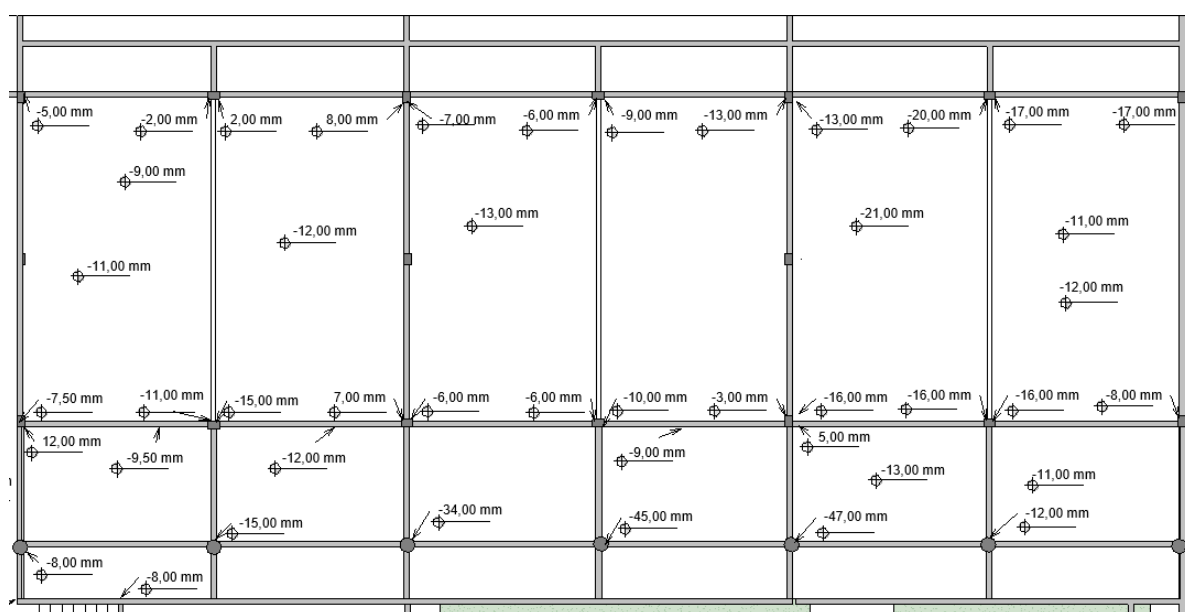 -5,00 mm
-2,00 mm
2,00 mm
8,00 mm
-7,00 mm
-6,00 mm
-9,00 mm
-13,00 mm
-13,00 mm
-20,00 mm
-17,00 mm
-17,00 mm
-9,00 mm
-12,00 mm
-13,00 mm
-21,00 mm
-11,00 mm
-11,00 mm
-12,00 mm
-7,50 mm
-11,00 mm
-15,00 mm
7,00 mm
-6,00 mm
-6,00 mm
-10,00 mm
-3,00 mm
-16,00 mm
-16,00 mm
-16,00 mm
-8,00 mm
12,00 mm
-9,50 mm
-12,00 mm
-9,00 mm
5,00 mm
-13,00 mm
-11,00 mm
-15,00 mm
-34,00 mm
-45,00 mm
-47,00 mm
-12,00 mm
-8,00 mm
-8,00 mm